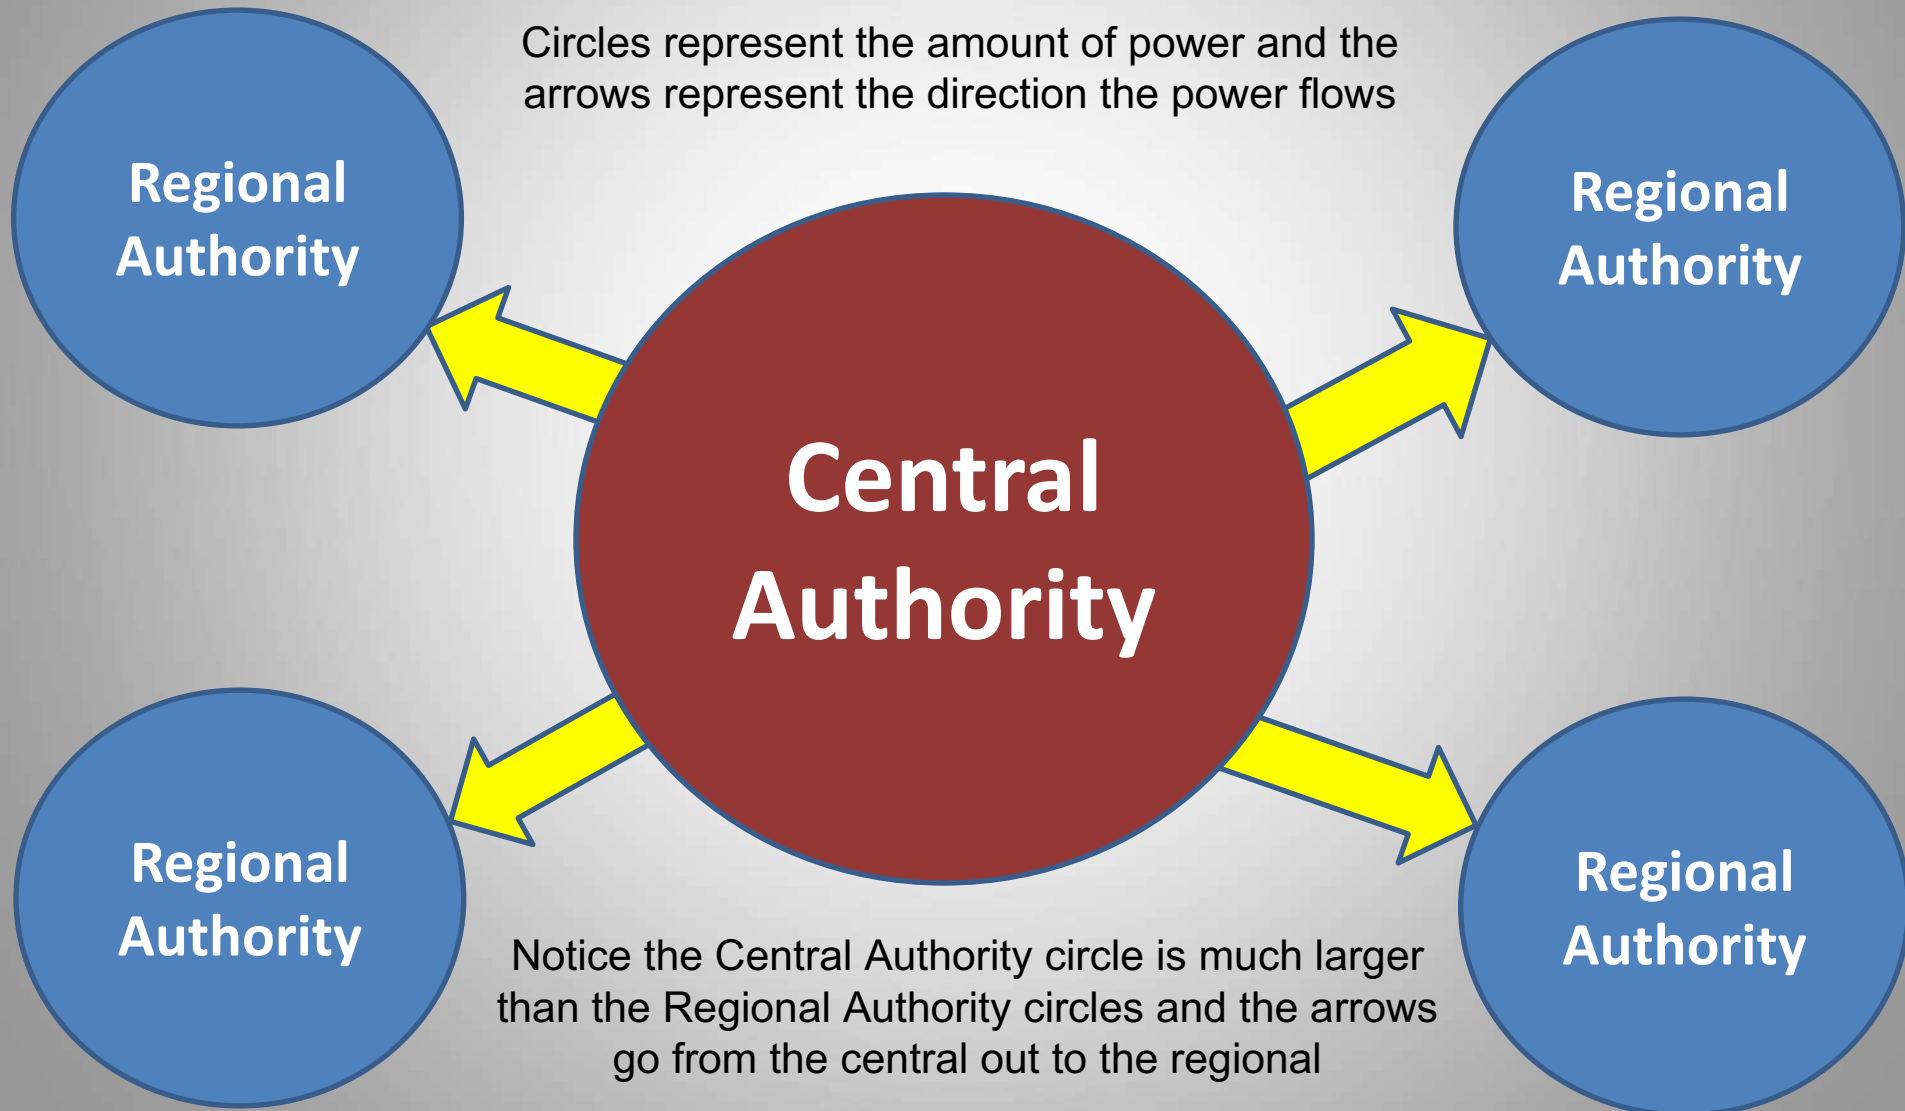 Circles represent the amount of power and the
arrows represent the direction the power flows
Regional
Authority
Regional
Authority
Central
Authority
Regional
Authority
Regional
Authority
Notice the Central Authority circle is much larger
than the Regional Authority circles and the arrows
go from the central out to the regional